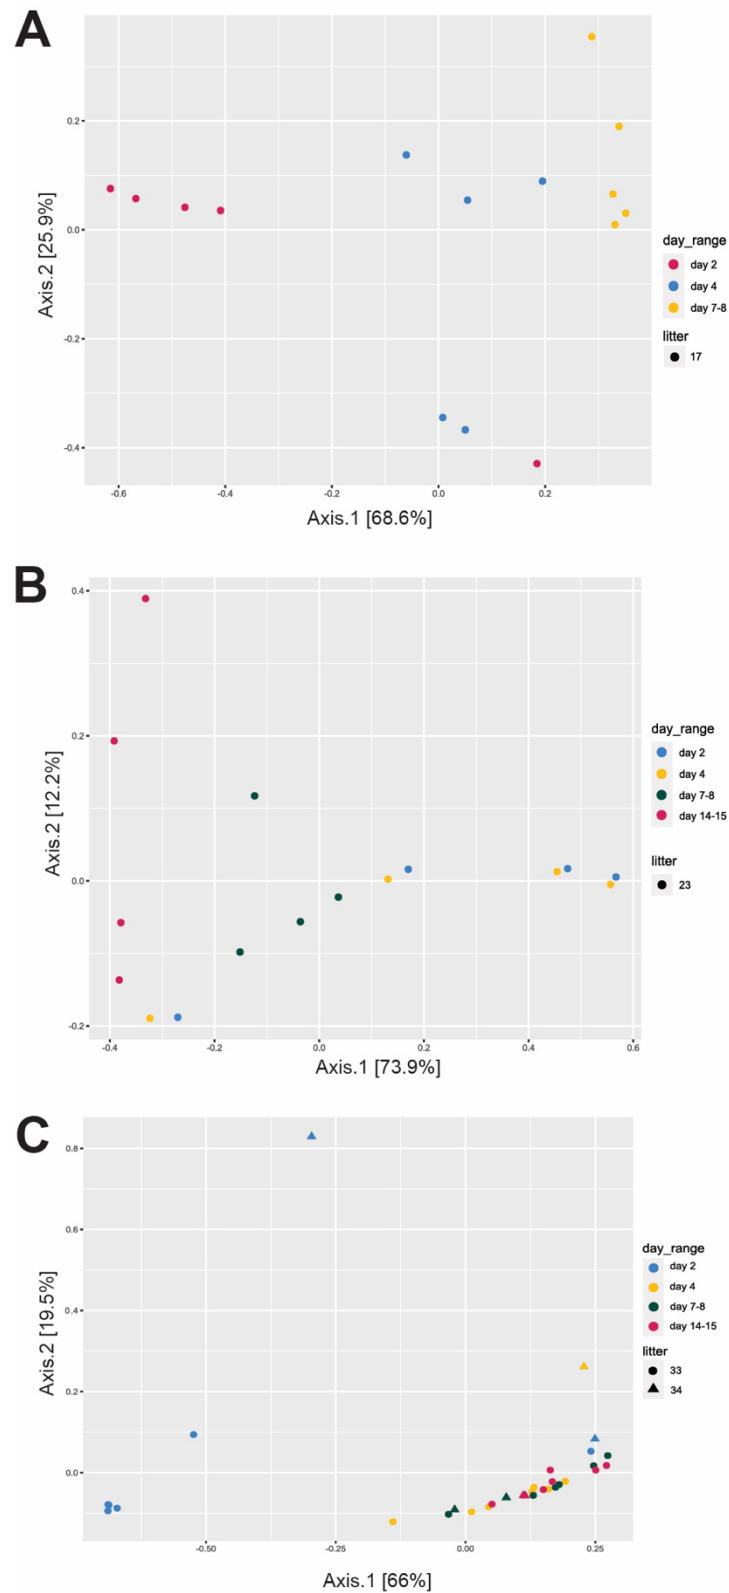 A
0.2
0.0
-0.2
-0.4
Axis.2 [25.9%]
-0.6
-0.4
-0.2
0.0
0.2
Axis.1 [68.6%]
day_range
day 2
day 4
day 7-8
litter
17
B
0.4
0.2
0.0
-0.2
Axis.2 [12.2%]
-0.4
-0.2
0.0
0.2
0.4
0.6
Axis.1 [73.9%]
day_range
day 2
day 4
day 7-8
day 14-15
litter
23
C
0.8
0.6
0.4
0.2
0.0
Axis.2 [19.5%]
-0.50
-0.25
0.00
0.25
Axis.1 [66%]
day_range
day 2
day 4
day 7-8
day 14-15
litter
33
34